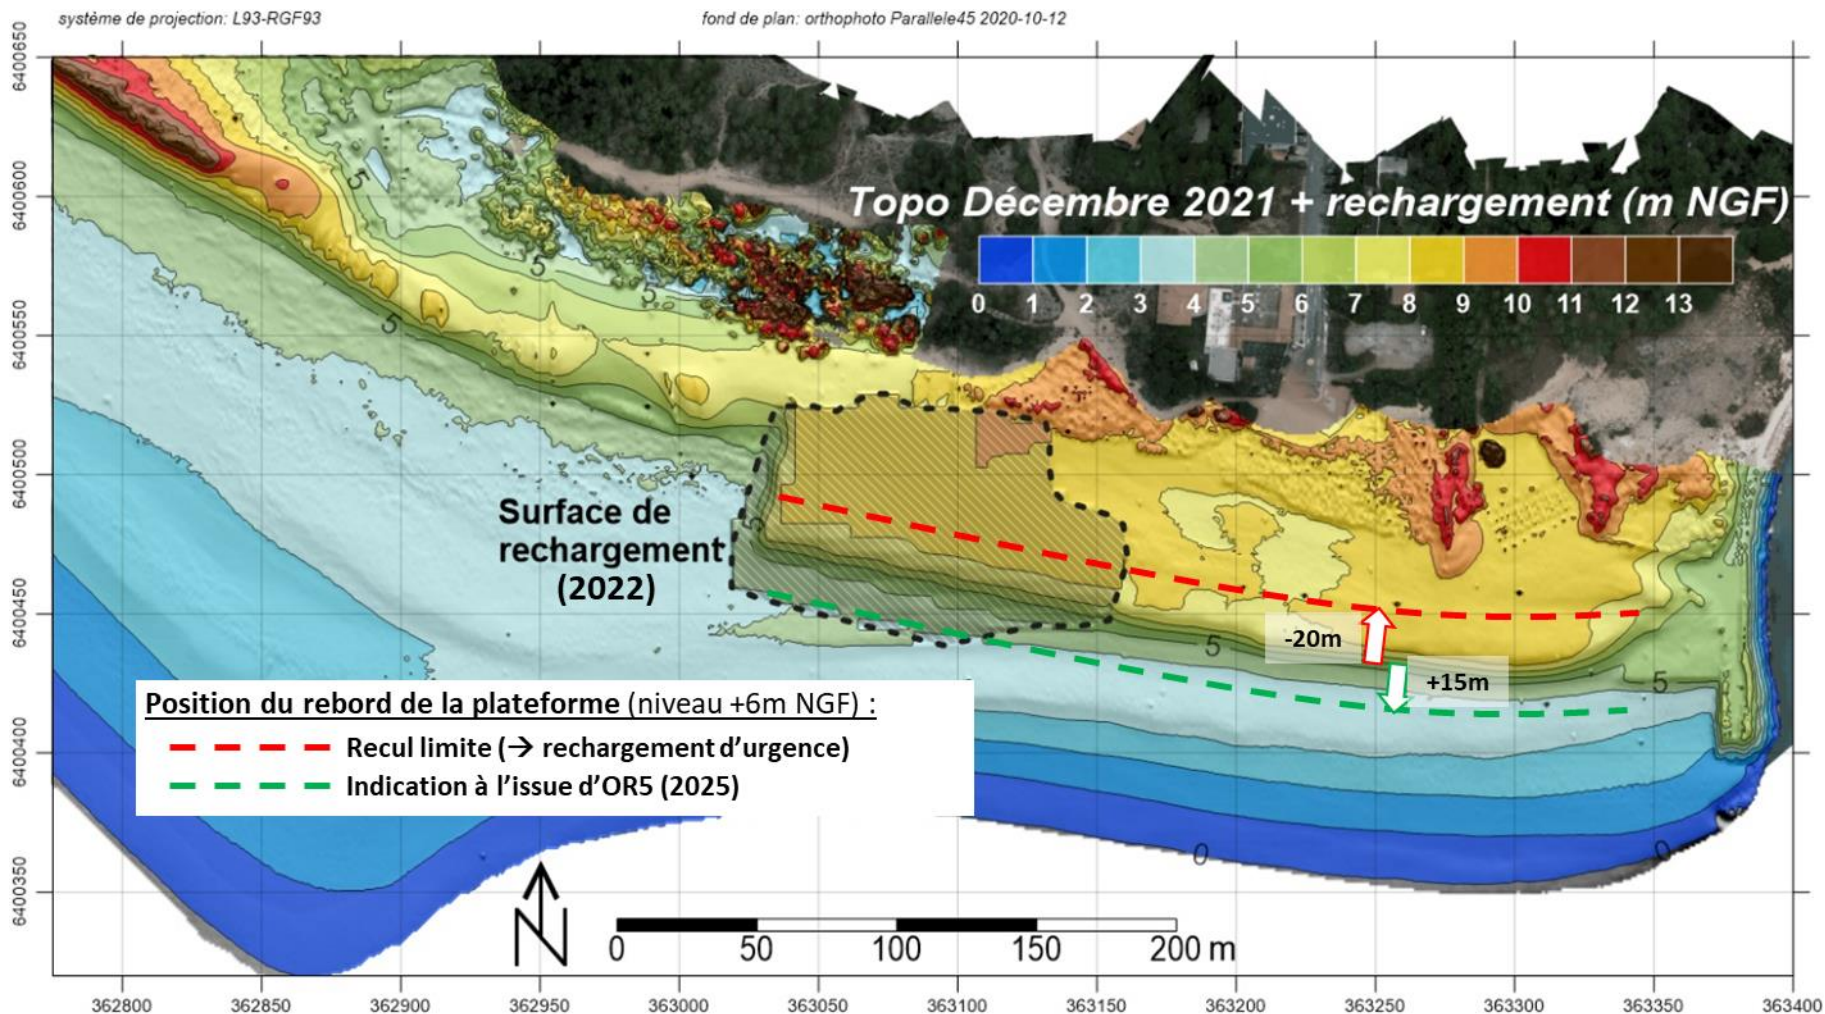 système de projection: L93-RGF93
fond de plan: orthophoto Parallele45 2020-10-12
6400650
6400600
6400550
6400500
6400450
6400400
6400350
Topo Décembre 2021 + rechargement (m NGF)
0 1 2 3 4 5 6 7 8 9 10 11 12 13
5
5
5
5
5
Surface de
rechargement
(2022)
5
5
-20m
+15m
Position du rebord de la plateforme (niveau +6m NGF) :
Recul limite (→ rechargement d'urgence)
Indication à l'issue d'OR5 (2025)
0
0
N
0 50 100 150 200 m
362800 362850 362900 362950 363000 363050 363100 363150 363200 363250 363300 363350 363400